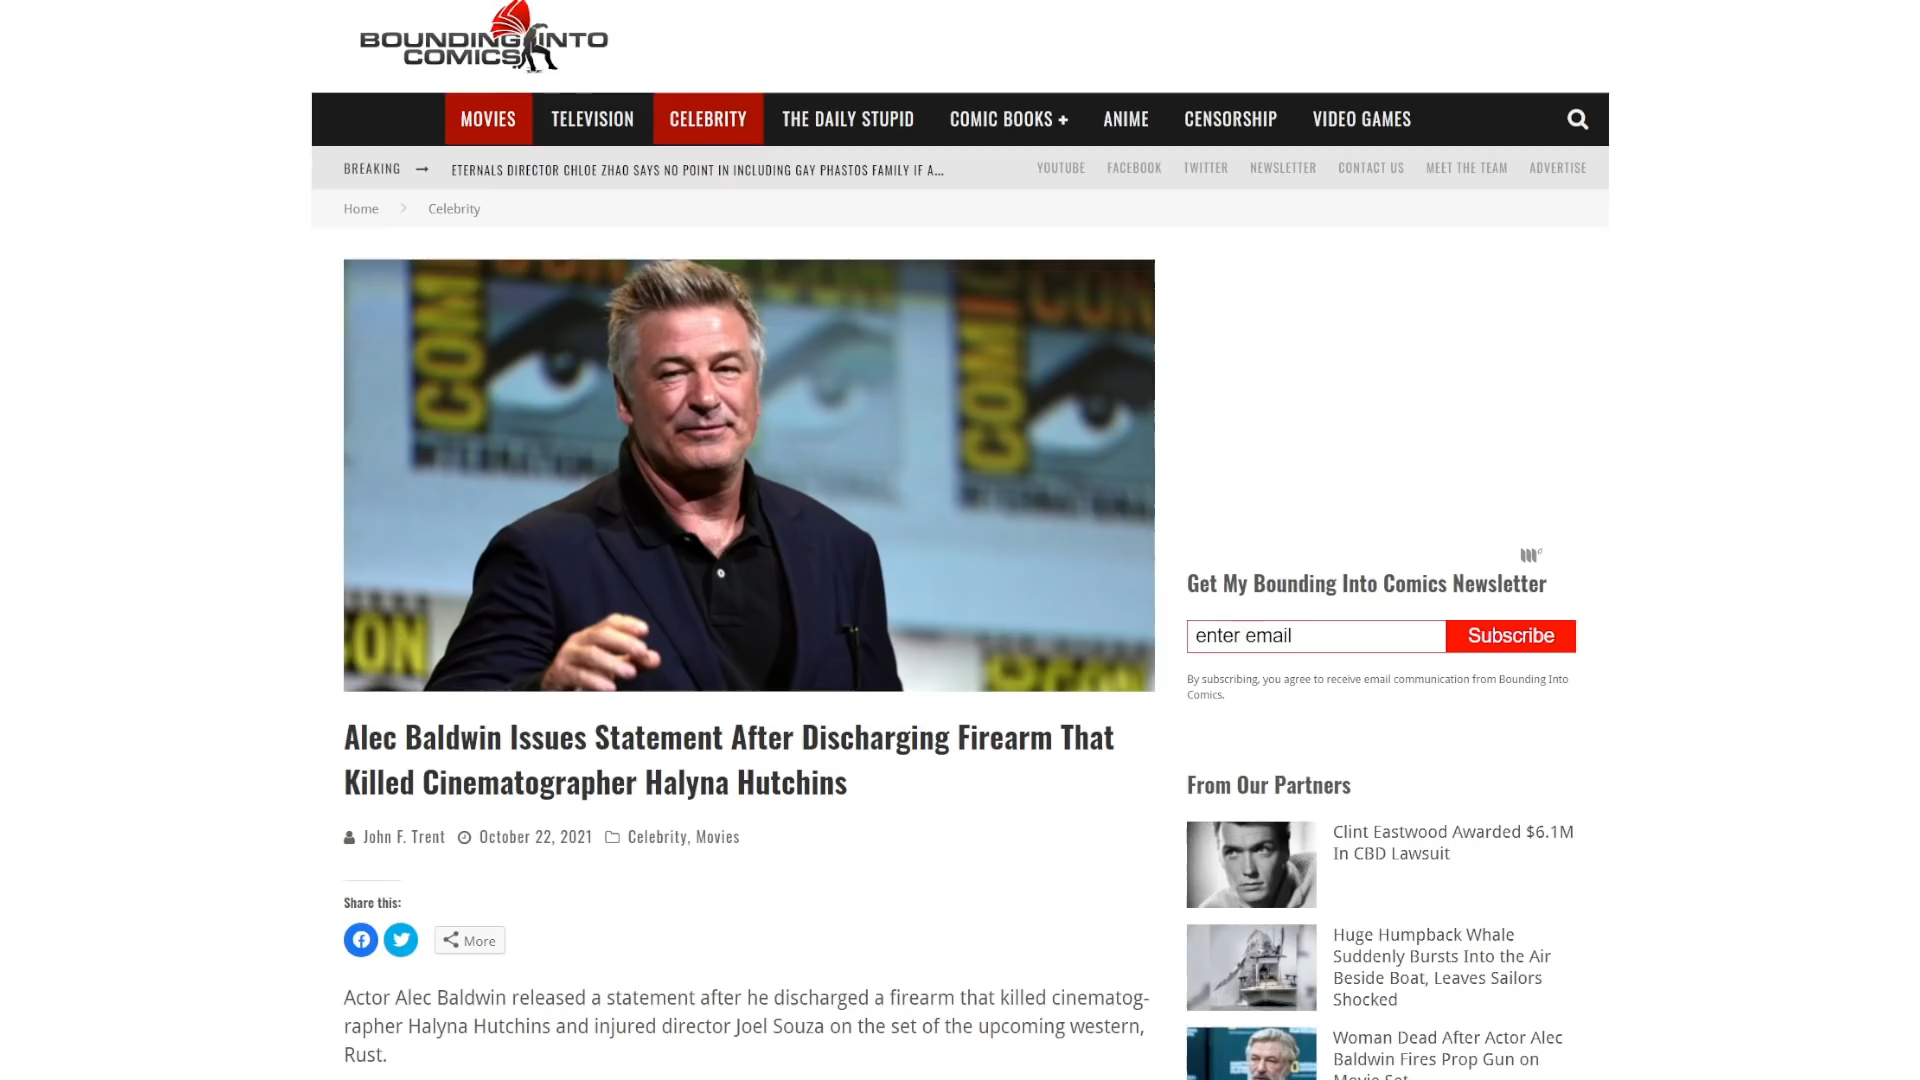 BOUNDING INTO
COMICS
MOVIES TELEVISION CELEBRITY THE DAILY STUPID COMIC BOOKS + ANIME CENSORSHIP VIDEO GAMES
BREAKING → ETERNALS DIRECTOR CHLOE ZHAO SAYS NO POINT IN INCLUDING GAY PHASTOS FAMILY IF A... YOUTUBE FACEBOOK TWITTER NEWSLETTER CONTACT US MEET THE TEAM ADVERTISE
Home > Celebrity
COMIC
CON
INTERNATIONAL
COMIC
CON
Get My Bounding Into Comics Newsletter
enter email Subscribe
By subscribing, you agree to receive email communication from Bounding Into
Comics.
Alec Baldwin Issues Statement After Discharging Firearm That
Killed Cinematographer Halyna Hutchins
John F. Trent October 22, 2021 Celebrity, Movies
Share this:
More
Actor Alec Baldwin released a statement after he discharged a firearm that killed cinematog-
rapher Halyna Hutchins and injured director Joel Souza on the set of the upcoming western,
Rust.
From Our Partners
Clint Eastwood Awarded $6.1M
In CBD Lawsuit
Huge Humpback Whale
Suddenly Bursts Into the Air
Beside Boat, Leaves Sailors
Shocked
Woman Dead After Actor Alec
Baldwin Fires Prop Gun on
Movie Set